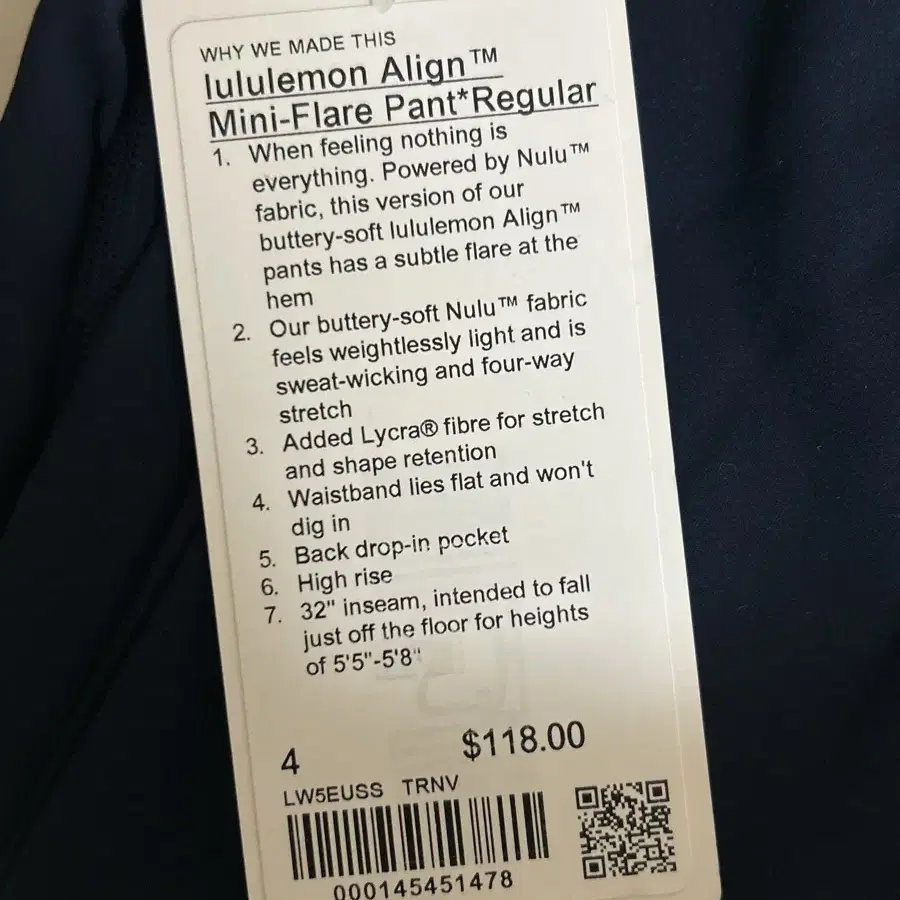 WHY WE MADE THIS
lululemon Align™
Mini-Flare Pant*Regular
1. When feeling nothing is
everything. Powered by Nulu™
fabric, this version of our
buttery-soft lululemon Align™
pants has a subtle flare at the
hem
2. Our buttery-soft Nulu™ fabric
feels weightlessly light and is
sweat-wicking and four-way
stretch
3. Added Lycra® fibre for stretch
and shape retention
4. Waistband lies flat and won't
dig in
5. Back drop-in pocket
6. High rise
7. 32" inseam, intended to fall
just off the floor for heights
of 5'5"-5'8"
4 $118.00
LW5EUSS TRNV
000145451478